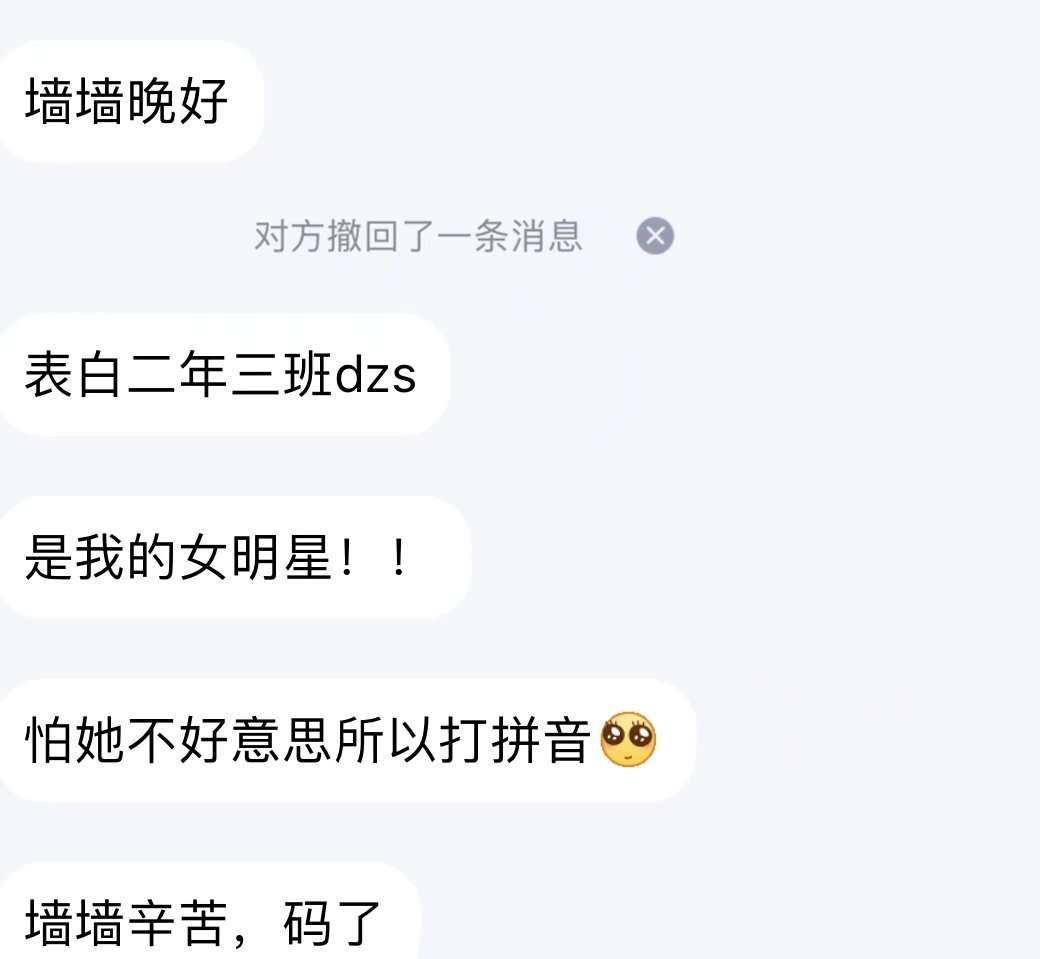 墙墙晚好
对方撤回了一条消息
表白二年三班dzs
是我的女明星！！
怕她不好意思所以打拼音🥺
墙墙辛苦，码了